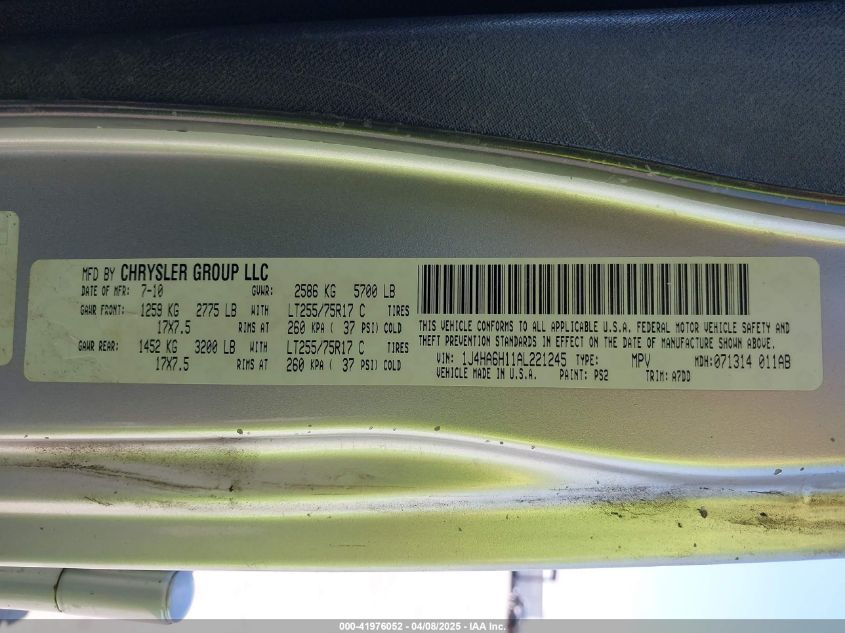 MFD BY CHRYSLER GROUP LLC
DATE OF MFR: 7-10 GVWR: 2586 KG 5700 LB
GAWR FRONT: 1259 KG 2775 LB WITH LT255/75R17 C TIRES
17X7.5 RIMS AT 260 KPA ( 37 PSI) COLD
GAWR REAR: 1452 KG 3200 LB WITH LT255/75R17 C TIRES
17X7.5 RIMS AT 260 KPA ( 37 PSI) COLD
THIS VEHICLE CONFORMS TO ALL APPLICABLE U.S.A. FEDERAL MOTOR VEHICLE SAFETY AND
THEFT PREVENTION STANDARDS IN EFFECT ON THE DATE OF MANUFACTURE SHOWN ABOVE.
VIN: 1J4HA6H11AL221245 TYPE: MPV MDH: 071314 011AB
VEHICLE MADE IN U.S.A. PAINT: PS2 TRIM: A7DD
000-41976052 - 04/08/2025 - IAA Inc.